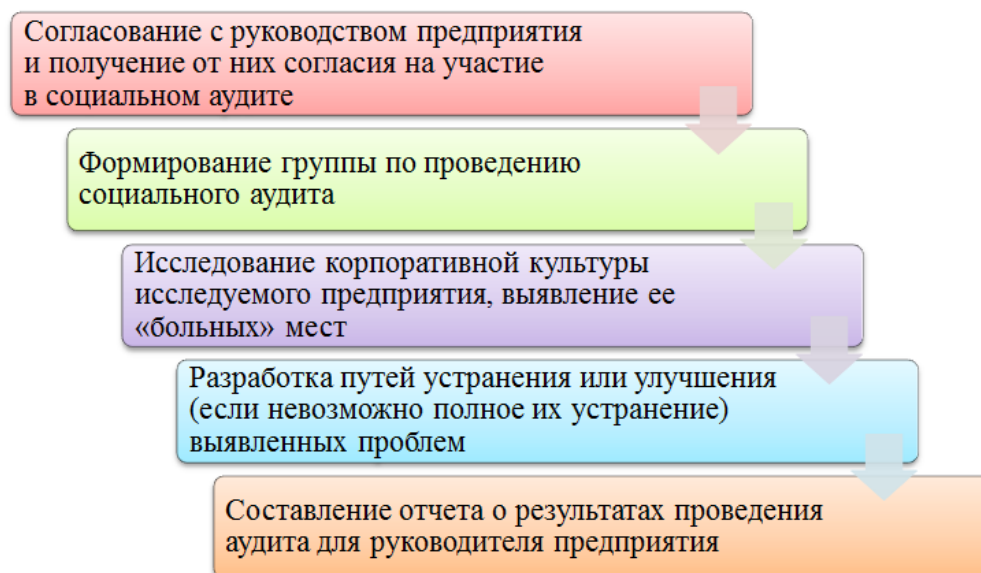 Согласование с руководством предприятия
и получение от них согласия на участие
в социальном аудите
Формирование группы по проведению
социального аудита
Исследование корпоративной культуры
исследуемого предприятия, выявление ее
«больных» мест
Разработка путей устранения или улучшения
(если невозможно полное их устранение)
выявленных проблем
Составление отчета о результатах проведения
аудита для руководителя предприятия